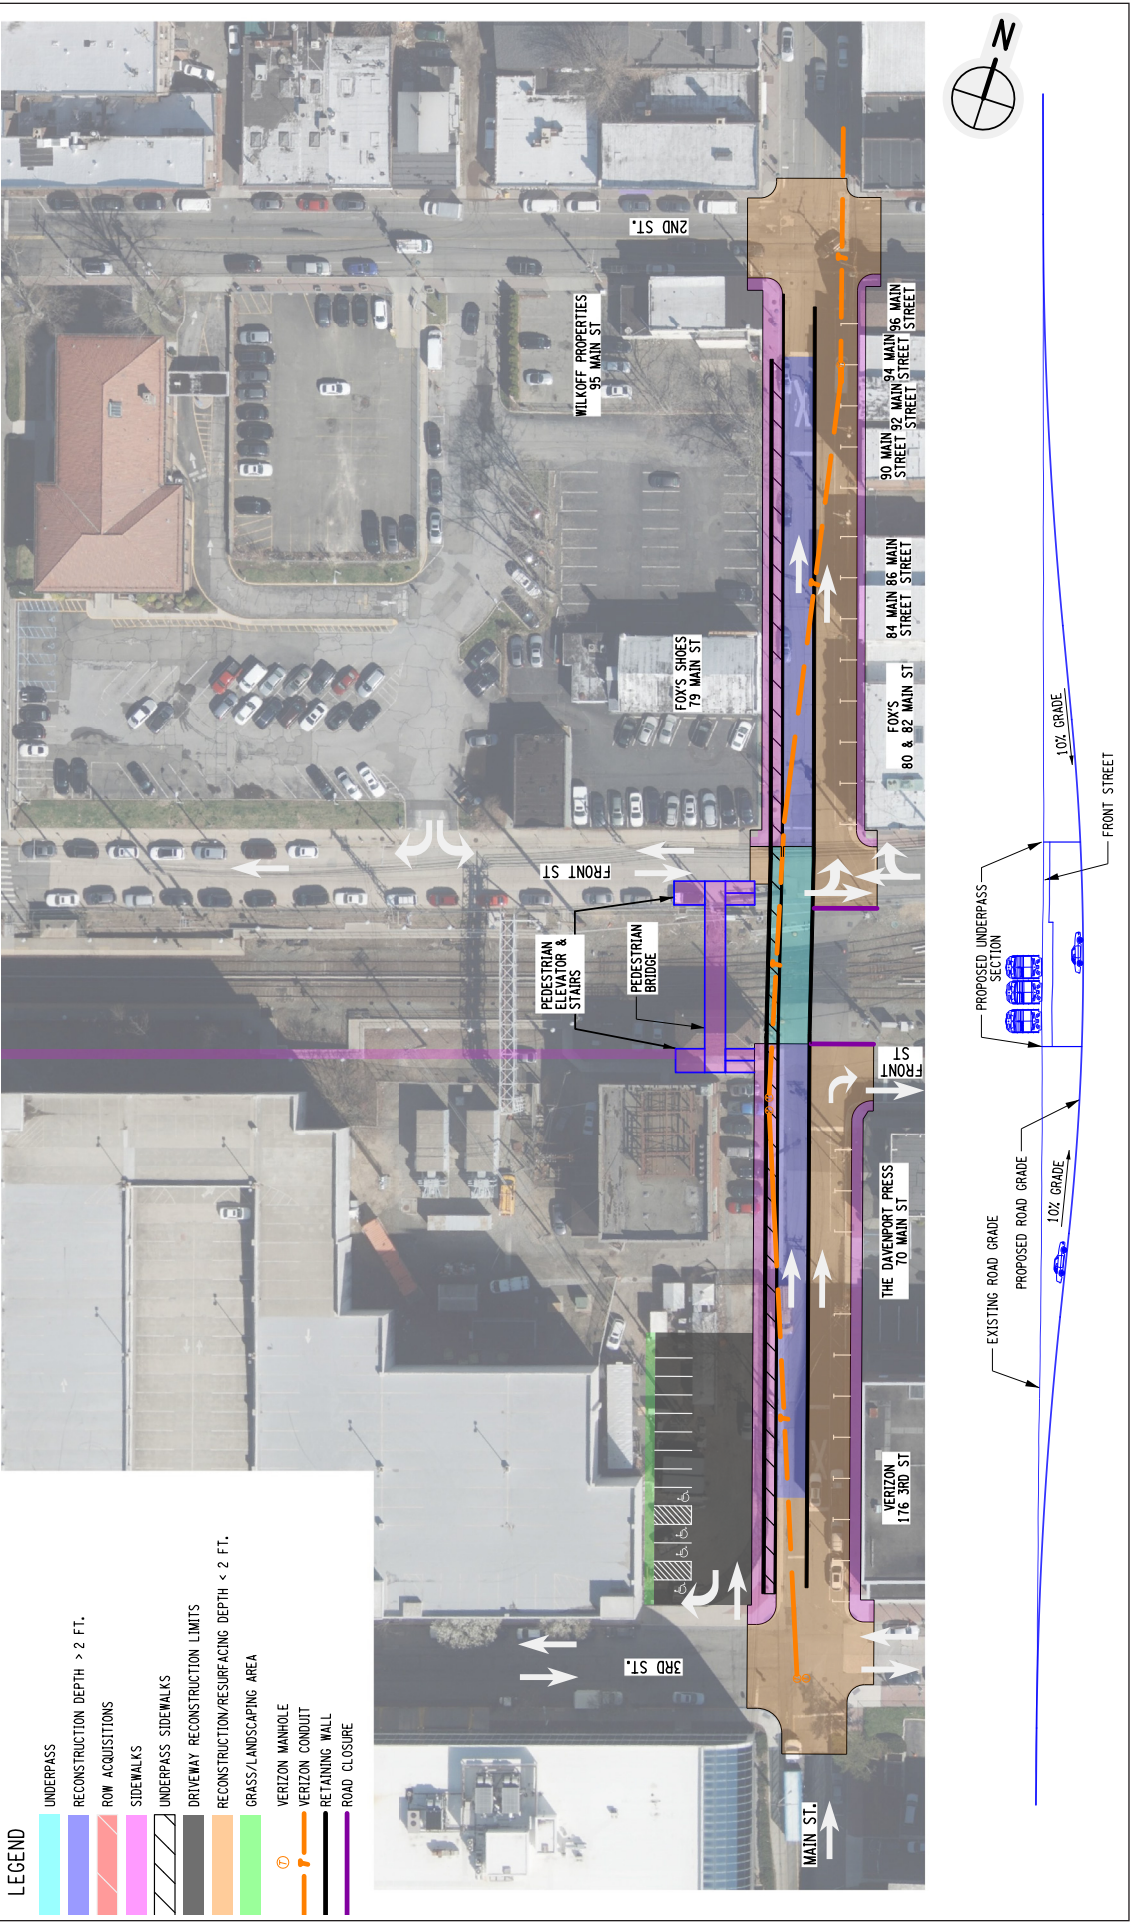 N
2ND ST.
WILKOFF PROPERTIES
95 MAIN ST
96 MAIN
STREET
94 MAIN
STREET
92 MAIN
STREET
90 MAIN
STREET
86 MAIN
STREET
84 MAIN
STREET
FOX'S SHOES
79 MAIN ST
FOX'S
80 & 82 MAIN ST
FRONT ST
PEDESTRIAN
ELEVATOR &
STAIRS
PEDESTRIAN
BRIDGE
FRONT
ST
THE DAVENPORT PRESS
70 MAIN ST
VERIZON
176 3RD ST
3RD ST.
MAIN ST.
10% GRADE
FRONT STREET
PROPOSED UNDERPASS
SECTION
PROPOSED ROAD GRADE
10% GRADE
EXISTING ROAD GRADE
LEGEND
UNDERPASS
RECONSTRUCTION DEPTH > 2 FT.
ROW ACQUISITIONS
SIDEWALKS
UNDERPASS SIDEWALKS
DRIVEWAY RECONSTRUCTION LIMITS
RECONSTRUCTION/RESURFACING DEPTH < 2 FT.
GRASS/LANDSCAPING AREA
T VERIZON MANHOLE
VERIZON CONDUIT
RETAINING WALL
ROAD CLOSURE